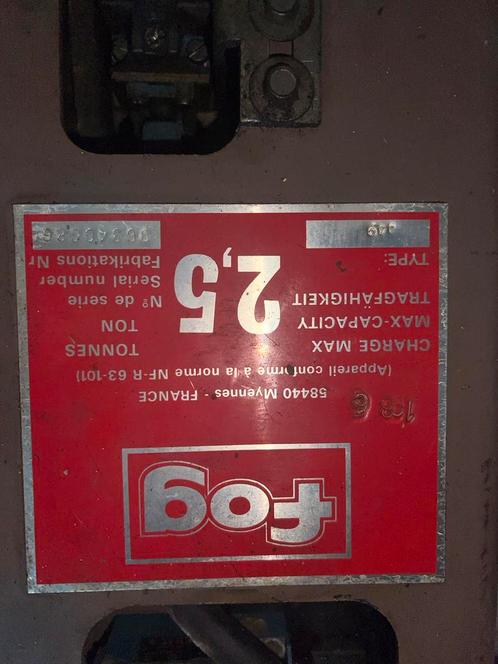 fog
58440 Myennes - FRANCE
(Appareil conforme à la norme NF-R 63-101)
CHARGE MAX
MAX-CAPACITY
TRAGFÄHIGKEIT
2,5
TONNES
TON
TYPE:
N° de serie
Serial number
Fabrikations Nr